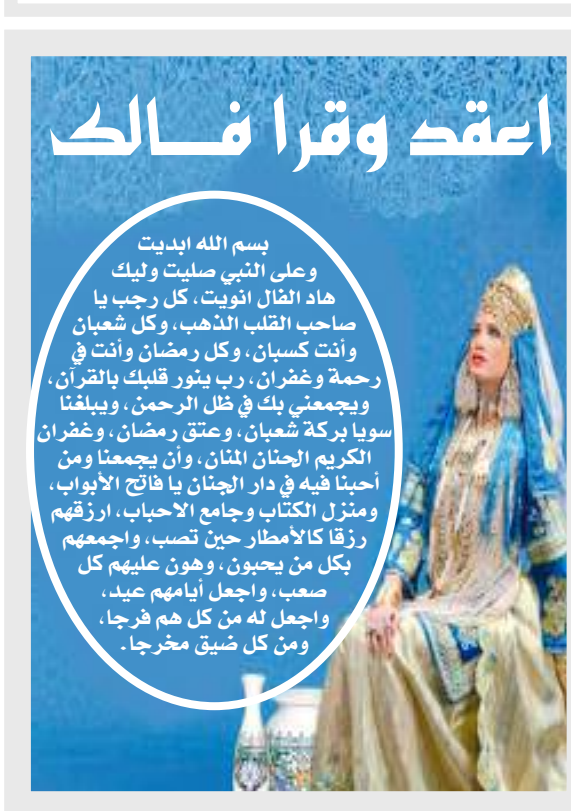 اعقد وقرا فــالك
بسم الله ابديت
وعلى النبي صليت وليك
هاد الفال انويت، كل رجب يا
صاحب القلب الذهب، وكل شعبان
وأنت كسبان، وكل رمضان وأنت في
رحمة وغفران، رب ينور قلبك بالقرآن،
ويجمعني بك في ظل الرحمن، ويبلغنا
سويا بركة شعبان، وعتق رمضان، وغفران
الكريم الحنان المنان، وأن يجمعنا ومن
أحبنا فيه في دار الجنان يا فاتح الأبواب،
ومنزل الكتاب وجامع الاحباب، ارزقهم
رزقا كالأمطار حين تصب، واجمعهم
بكل من يحبون، وهون عليهم كل
صعب، واجعل أيامهم عيد،
واجعل له من كل هم فرجا،
ومن كل ضيق مخرجا.